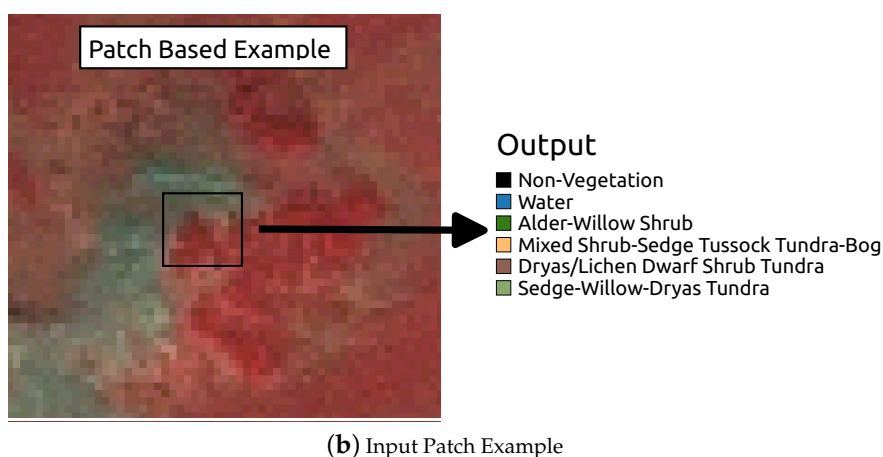 Patch Based Example
Output
Non-Vegetation
Water
Alder-Willow Shrub
Mixed Shrub-Sedge Tussock Tundra-Bog
Dryas/Lichen Dwarf Shrub Tundra
Sedge-Willow-Dryas Tundra
(b) Input Patch Example